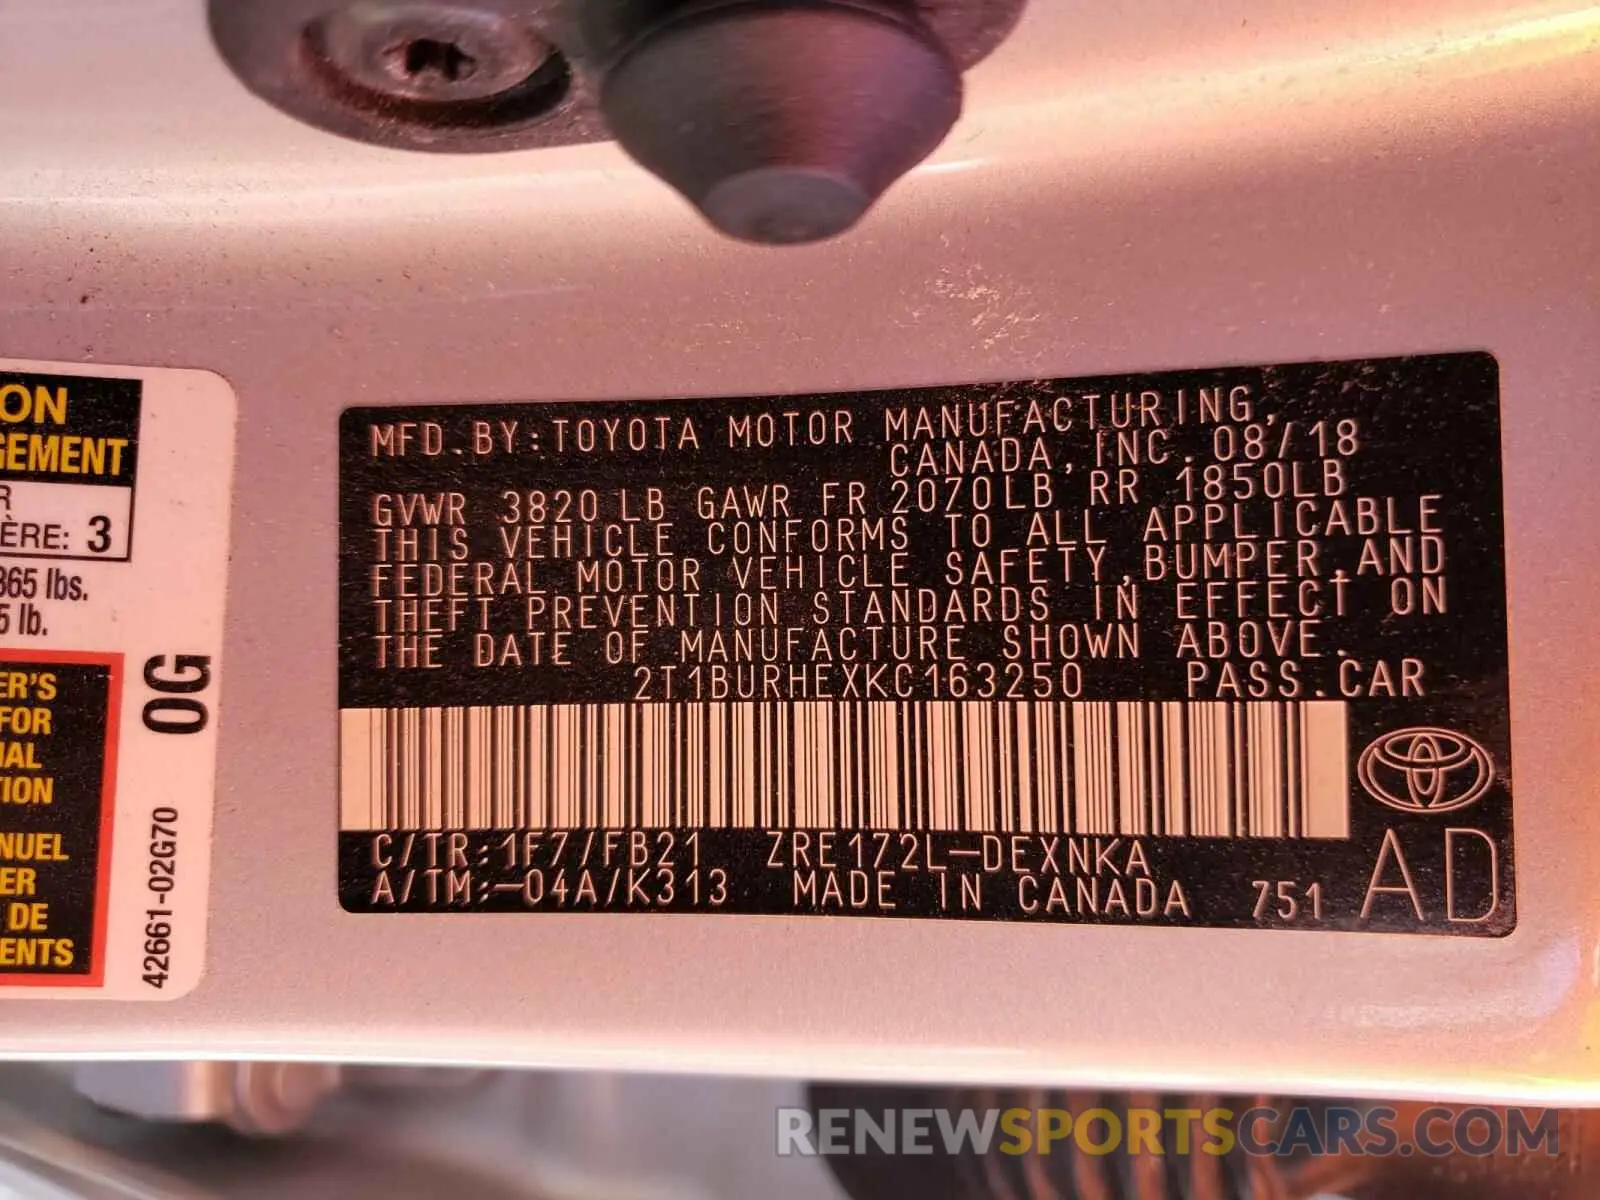 MFD.BY:TOYOTA MOTOR MANUFACTURING,
CANADA, INC. 08/18
GVWR 3820 LB GAWR FR 2070LB RR 1850LB
THIS VEHICLE CONFORMS TO ALL APPLICABLE
FEDERAL MOTOR VEHICLE SAFETY,BUMPER,AND
THEFT PREVENTION STANDARDS IN EFFECT ON
THE DATE OF MANUFACTURE SHOWN ABOVE.
2T1BURHEXKC163250 PASS.CAR
C/TR:1F7/FB21 ZRE172L-DEXNKA
A/TM:-04A/K313 MADE IN CANADA 751
AD
ON
GEMENT
R
ÈRE: 3
365 lbs.
5 lb.
ER'S
FOR
NAL
TION
NUEL
ER
DE
ENTS
0G
42661-02G70
RENEWSPORTSCARS.COM